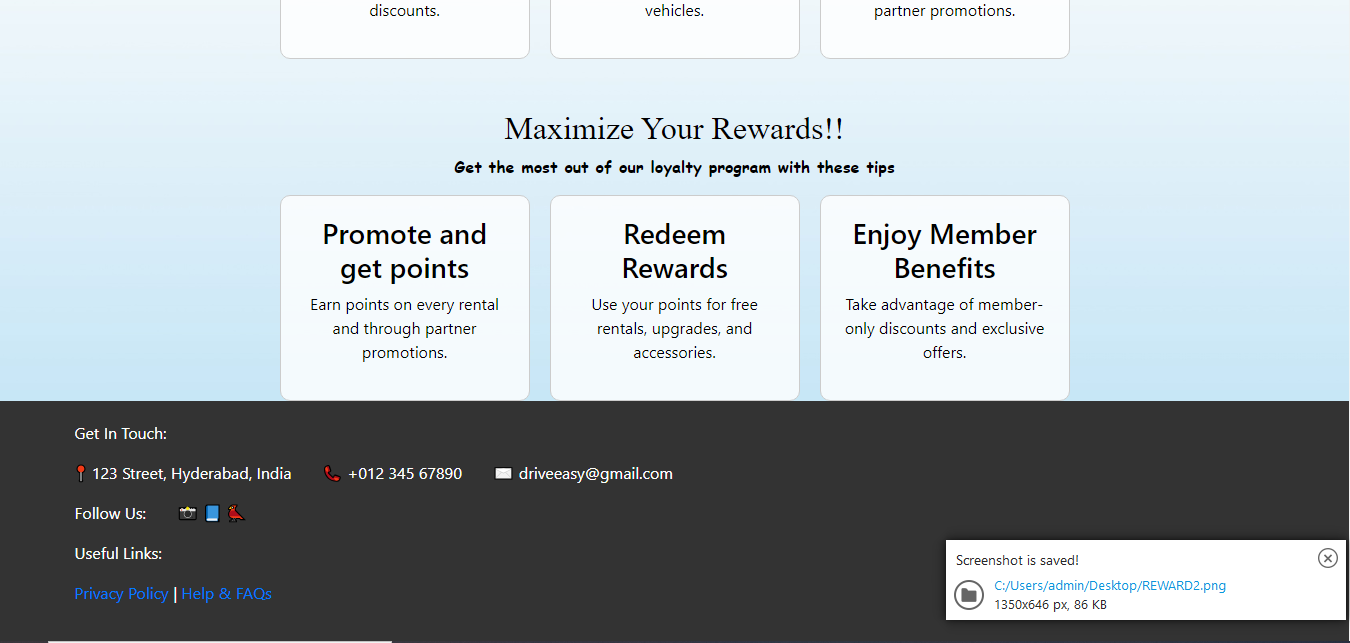 discounts.
vehicles.
partner promotions.
Maximize Your Rewards!!
Get the most out of our loyalty program with these tips
Promote and
get points
Earn points on every rental
and through partner
promotions.
Redeem
Rewards
Use your points for free
rentals, upgrades, and
accessories.
Enjoy Member
Benefits
Take advantage of member-
only discounts and exclusive
offers.
Get In Touch:
123 Street, Hyderabad, India +012 345 67890 driveeasy@gmail.com
Follow Us:
Useful Links:
Privacy Policy | Help & FAQs
Screenshot is saved!
C:/Users/admin/Desktop/REWARD2.png
1350x646 px, 86 KB